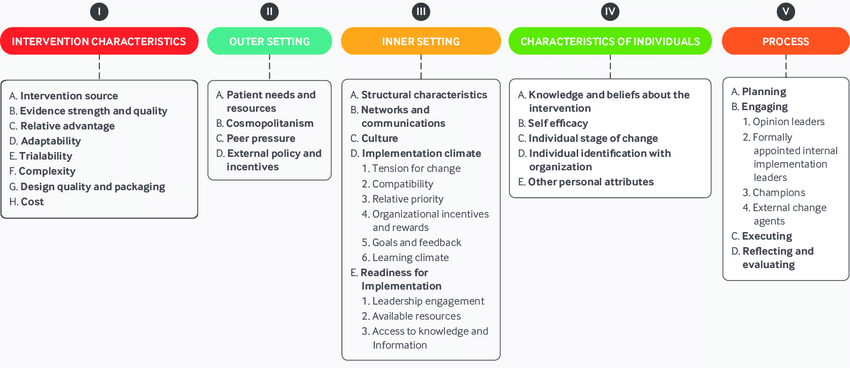 I
INTERVENTION CHARACTERISTICS
A. Intervention source
B. Evidence strength and quality
C. Relative advantage
D. Adaptability
E. Trialability
F. Complexity
G. Design quality and packaging
H. Cost
II
OUTER SETTING
A. Patient needs and
resources
B. Cosmopolitanism
C. Peer pressure
D. External policy and
incentives
III
INNER SETTING
A. Structural characteristics
B. Networks and
communications
C. Culture
D. Implementation climate
1. Tension for change
2. Compatibility
3. Relative priority
4. Organizational incentives
and rewards
5. Goals and feedback
6. Learning climate
E. Readiness for
Implementation
1. Leadership engagement
2. Available resources
3. Access to knowledge and
Information
IV
CHARACTERISTICS OF INDIVIDUALS
A. Knowledge and beliefs about the
intervention
B. Self efficacy
C. Individual stage of change
D. Individual identification with
organization
E. Other personal attributes
V
PROCESS
A. Planning
B. Engaging
1. Opinion leaders
2. Formally
appointed internal
implementation
leaders
3. Champions
4. External change
agents
C. Executing
D. Reflecting and
evaluating